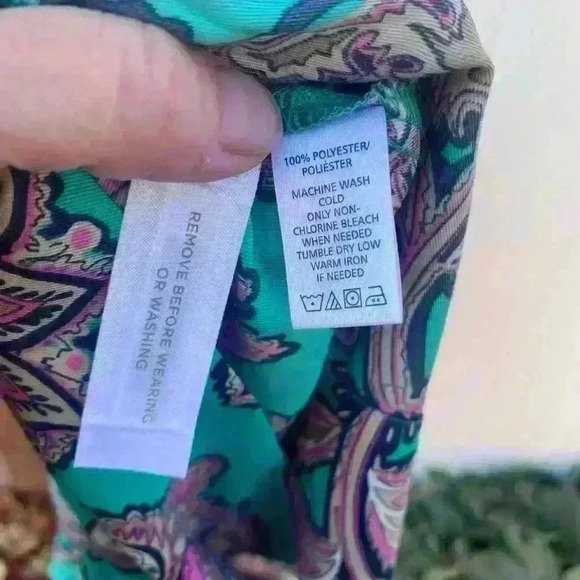 100% POLYESTER/
POLIÉSTER
MACHINE WASH
COLD
ONLY NON-
CHLORINE BLEACH
WHEN NEEDED
TUMBLE DRY LOW
WARM IRON
IF NEEDED
REMOVE BEFORE WEARING
OR WASHING